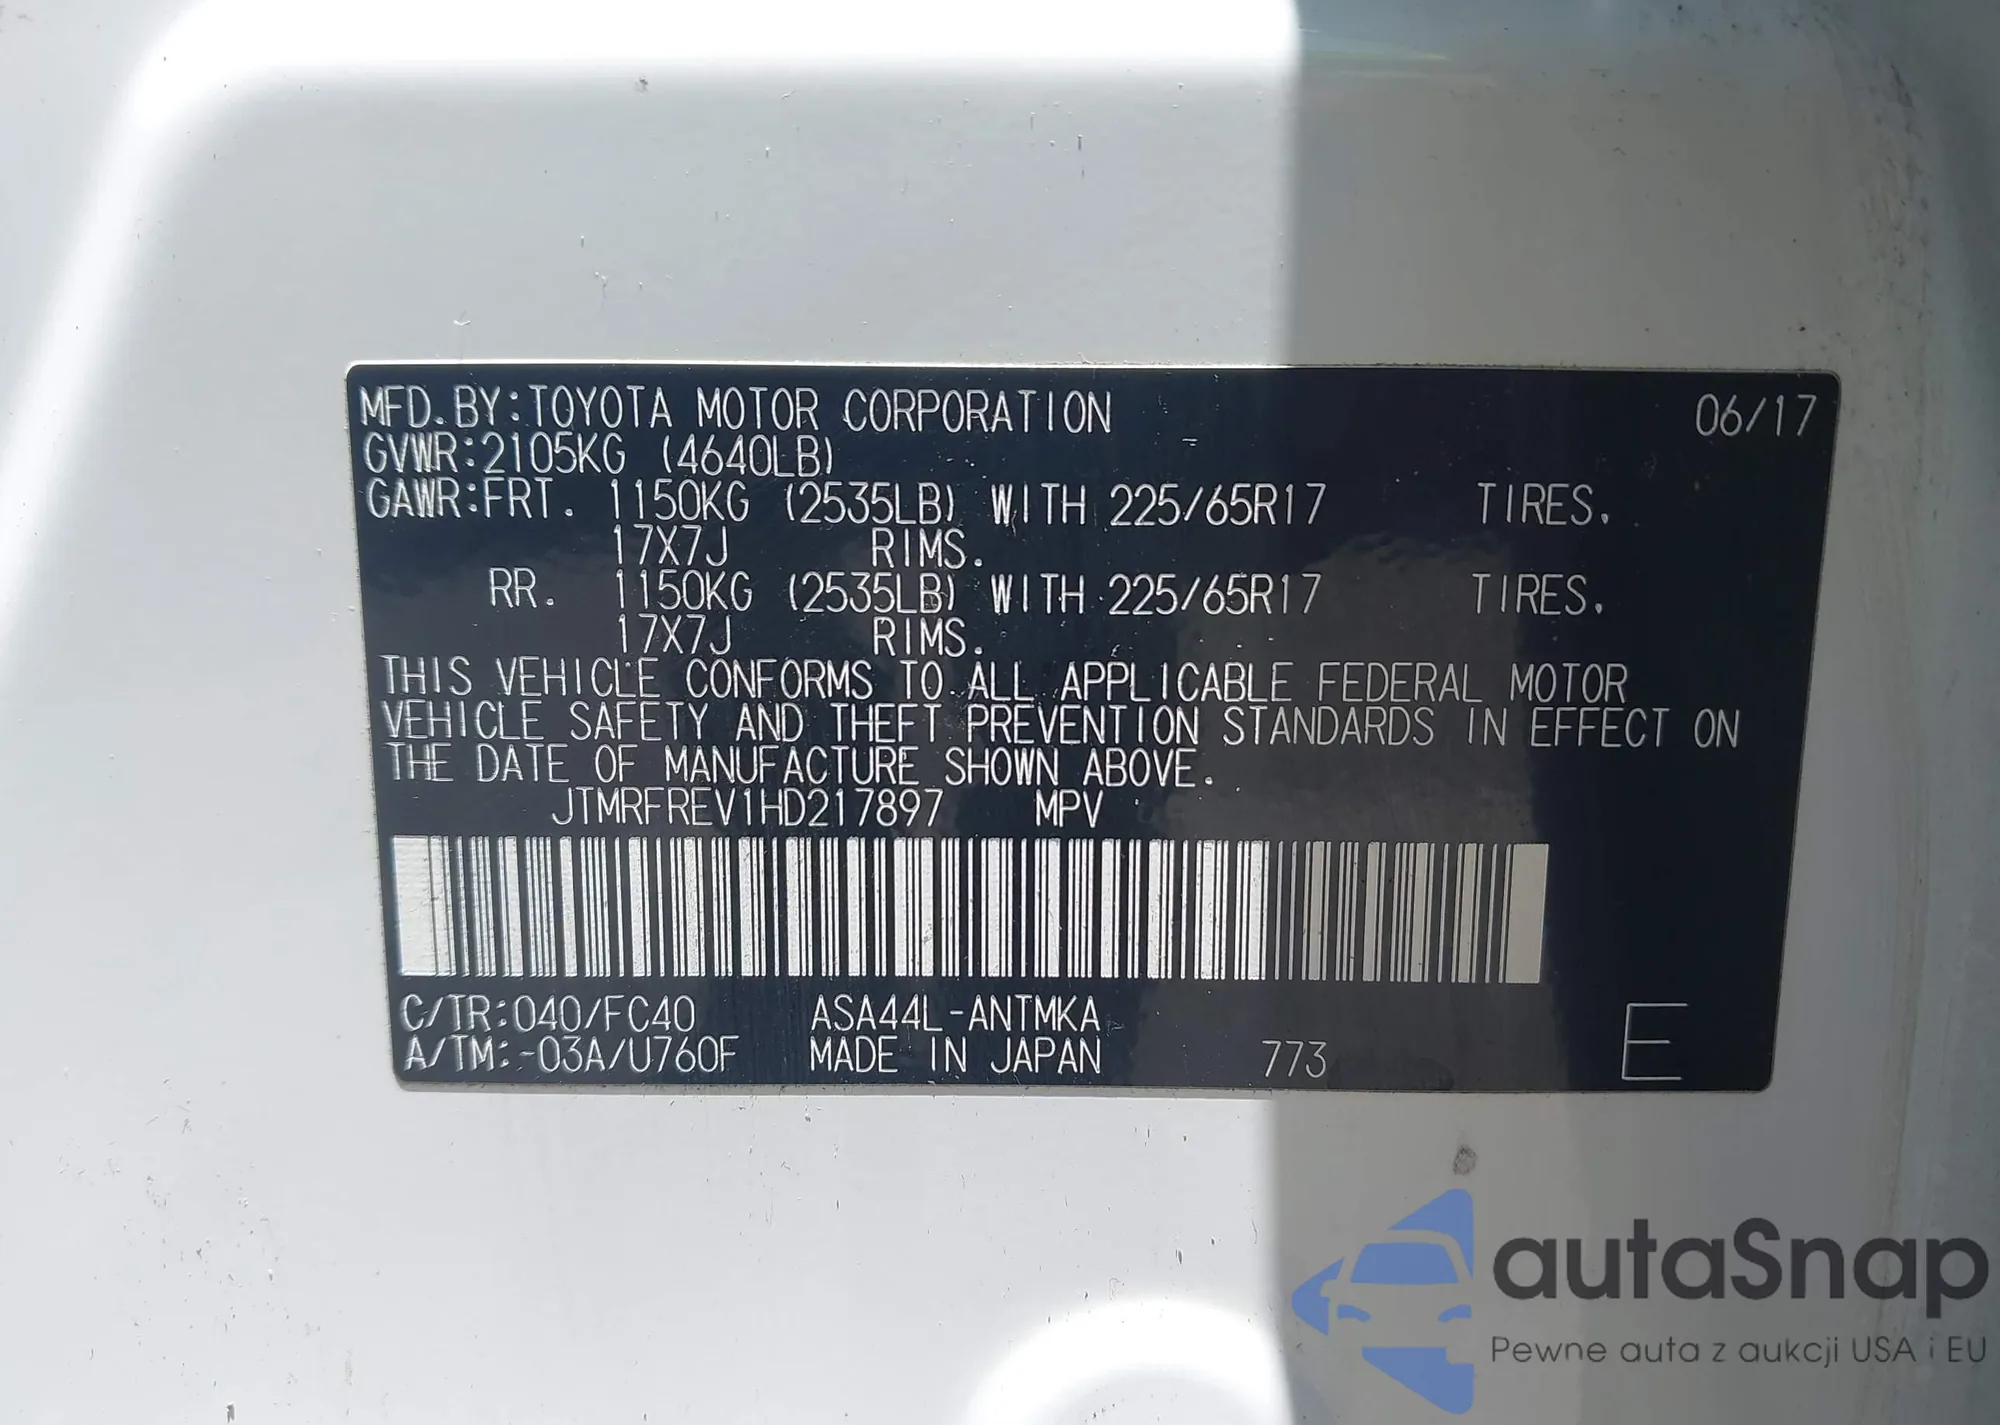 MFD.BY:TOYOTA MOTOR CORPORATION 06/17
GVWR:2105KG (4640LB)
GAWR:FRT. 1150KG (2535LB) WITH 225/65R17 TIRES.
17X7J RIMS.
RR. 1150KG (2535LB) WITH 225/65R17 TIRES.
17X7J RIMS.
THIS VEHICLE CONFORMS TO ALL APPLICABLE FEDERAL MOTOR
VEHICLE SAFETY AND THEFT PREVENTION STANDARDS IN EFFECT ON
THE DATE OF MANUFACTURE SHOWN ABOVE.
JTMRFREV1HD217897 MPV
C/TR:040/FC40 ASA44L-ANTMKA
A/TM:-03A/U760F MADE IN JAPAN 773 E
autaSnap
Pewne auta z aukcji USA i EU